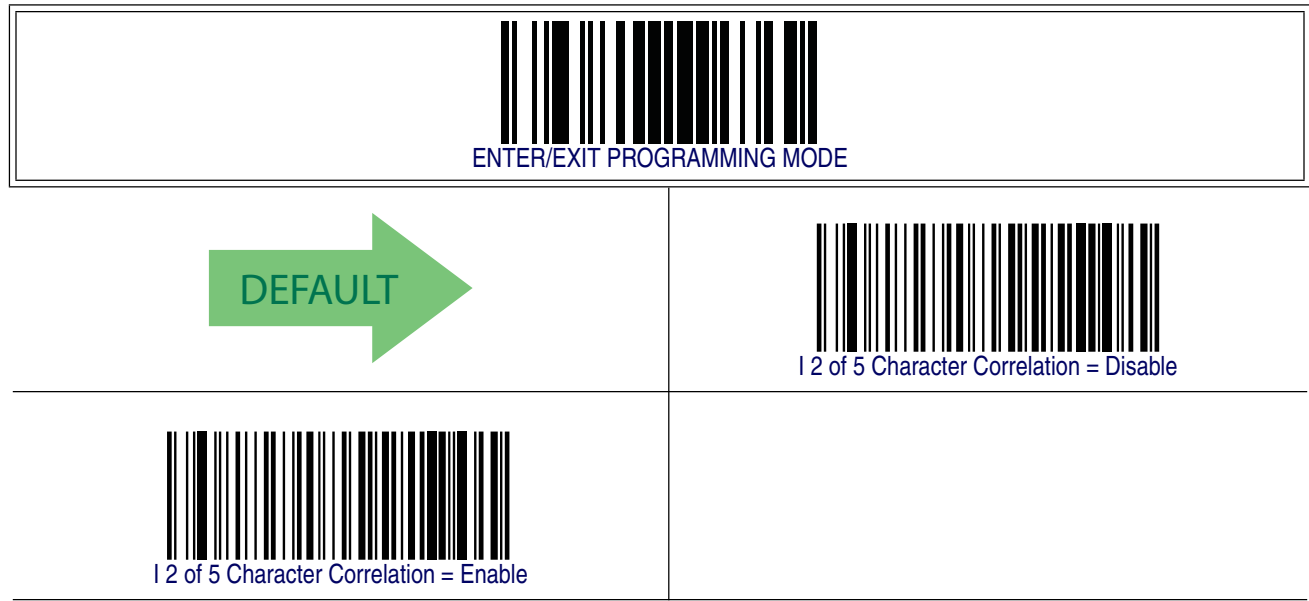 ENTER/EXIT PROGRAMMING MODE
DEFAULT
I 2 of 5 Character Correlation = Disable
I 2 of 5 Character Correlation = Enable